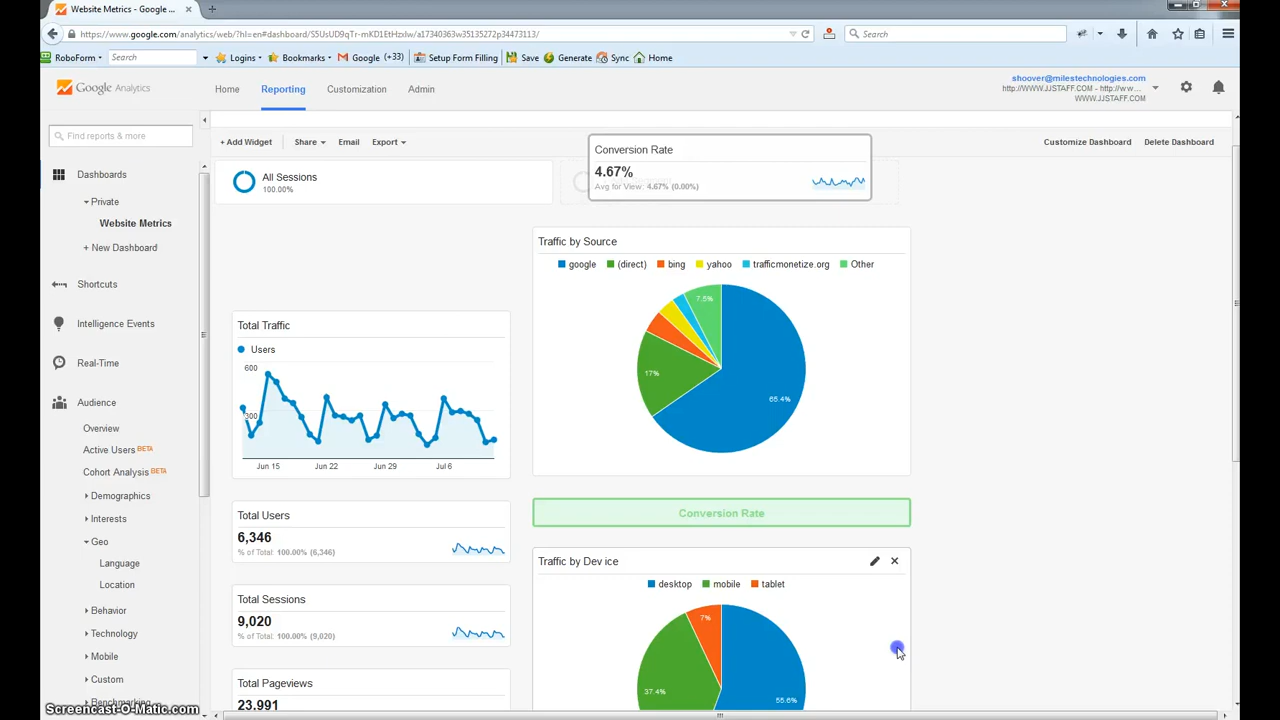 Website Metrics - Google ...
https://www.google.com/analytics/web/?hl=en#dashboard/S5UsUD9qTr-mKD1EtHzxIw/a17340363w35135272p34473113/
Search
RoboForm
Search
Logins
Bookmarks
Google (+33)
Setup Form Filling
Save
Generate
Sync
Home
Google Analytics
Home
Reporting
Customization
Admin
shoover@milestechnologies.com
http://WWW.JJSTAFF.COM - http://ww...
WWW.JJSTAFF.COM
Find reports & more
+ Add Widget
Share
Email
Export
Customize Dashboard
Delete Dashboard
Conversion Rate
4.67%
Avg for View: 4.67% (0.00%)
All Sessions
100.00%
Dashboards
Private
Website Metrics
+ New Dashboard
Shortcuts
Intelligence Events
Real-Time
Audience
Overview
Active Users BETA
Cohort Analysis BETA
Demographics
Interests
Geo
Language
Location
Behavior
Technology
Mobile
Custom
Benchmarking
Traffic by Source
google
(direct)
bing
yahoo
trafficmonetize.org
Other
7.5%
17%
65.4%
Total Traffic
Users
600
300
Jun 15
Jun 22
Jun 29
Jul 6
Conversion Rate
Total Users
6,346
% of Total: 100.00% (6,346)
Traffic by Device
desktop
mobile
tablet
7%
37.4%
55.6%
Total Sessions
9,020
% of Total: 100.00% (9,020)
Total Pageviews
23,991
Screencast-O-Matic.com